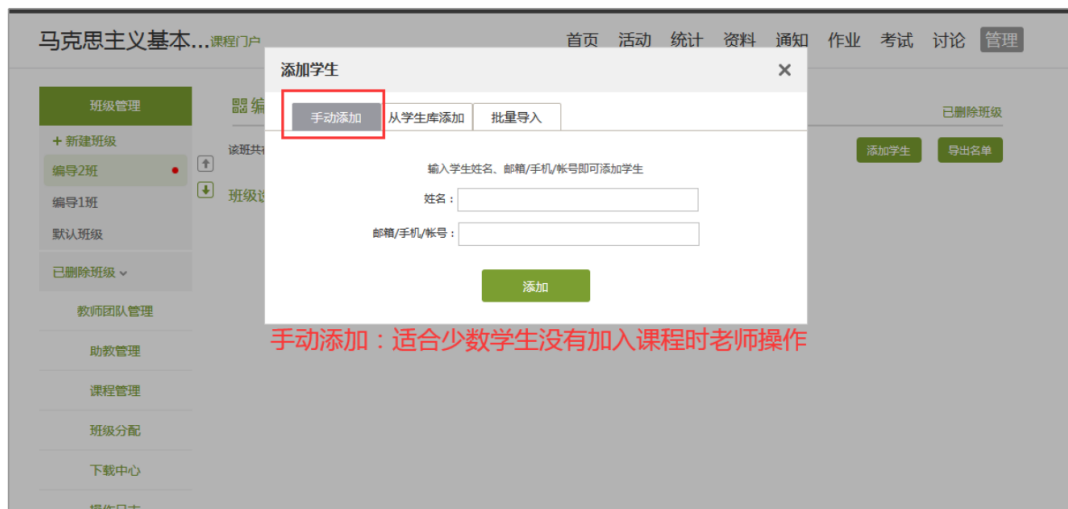 马克思主义基本...课程门户 首页 活动 统计 资料 通知 作业 考试 讨论 管理
添加学生
手动添加 从学生库添加 批量导入
输入学生姓名、邮箱/手机/帐号即可添加学生
姓名：
邮箱/手机/帐号：
添加
手动添加：适合少数学生没有加入课程时老师操作
班级管理
+ 新建班级
编导2班
编导1班
默认班级
已删除班级
教师团队管理
助教管理
课程管理
班级分配
下载中心
编
已删除班级
该班共
添加学生 导出名单
班级